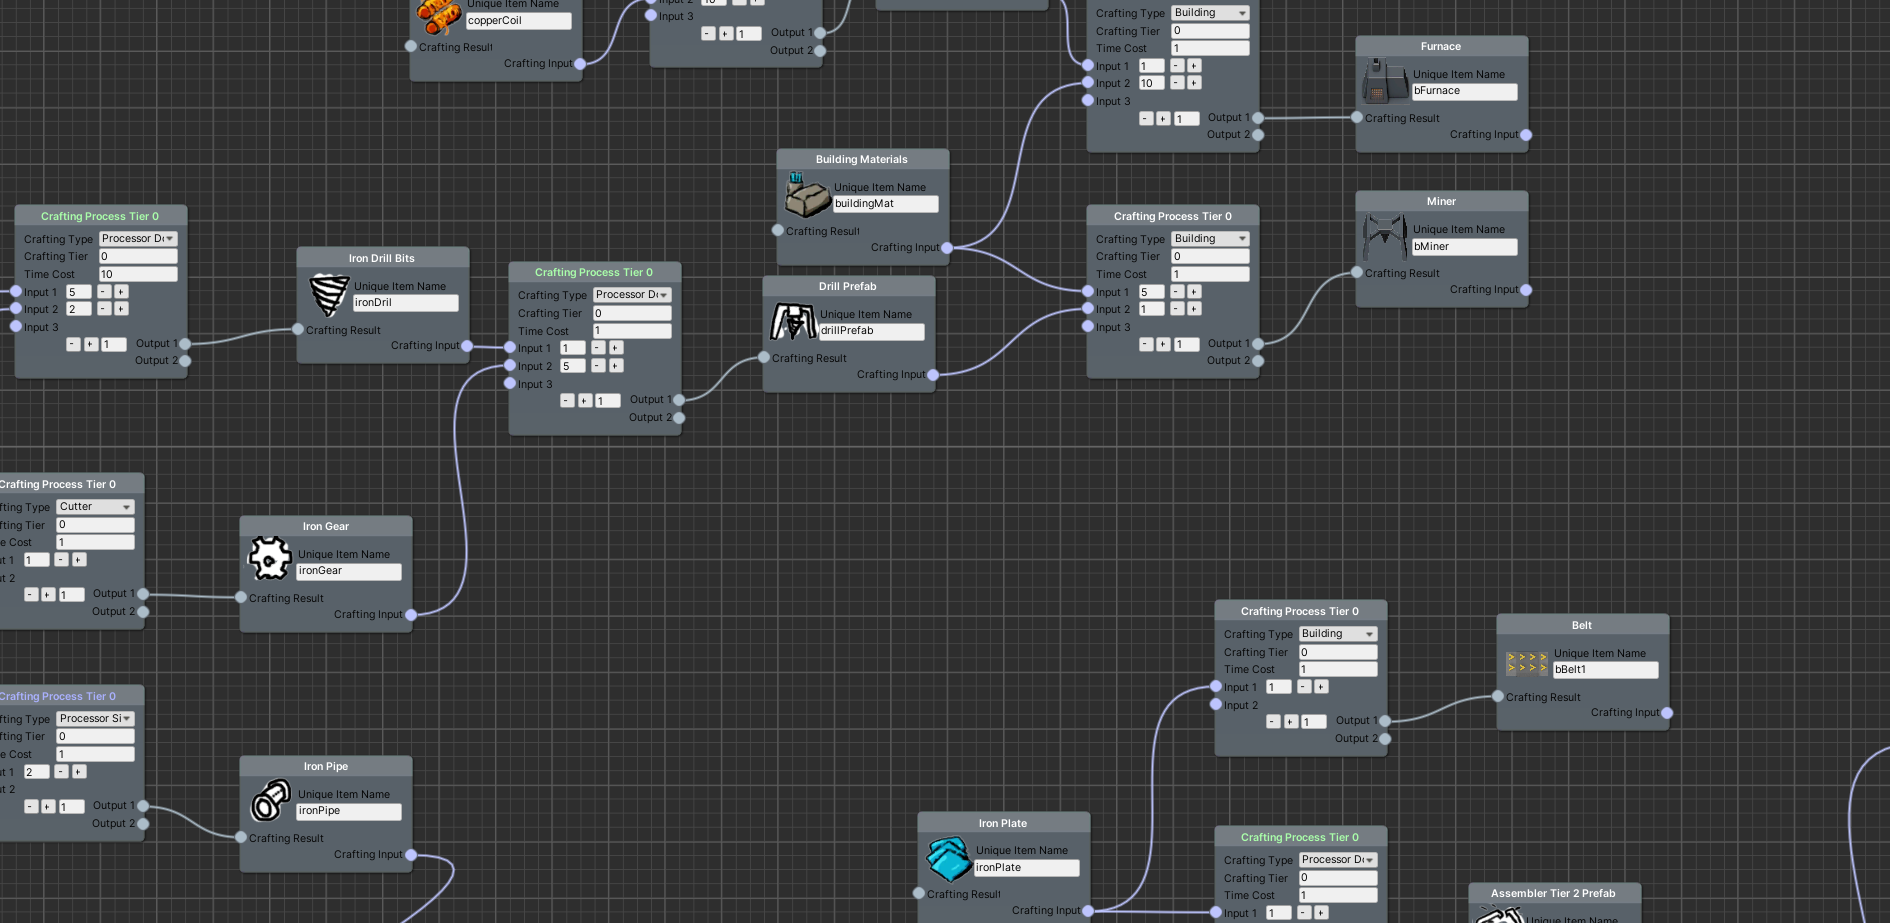 Unique Item Name
copperCoil
Crafting Result
Crafting Input
Input 2 10 - +
Input 3
- + 1 Output 1
Output 2
Crafting Type Building
Crafting Tier 0
Time Cost 1
Input 1 1 - +
Input 2 10 - +
Input 3
- + 1 Output 1
Output 2
Furnace
Unique Item Name
bFurnace
Crafting Result
Crafting Input
Building Materials
Unique Item Name
buildingMat
Crafting Result
Crafting Input
Miner
Unique Item Name
bMiner
Crafting Result
Crafting Input
Crafting Process Tier 0
Crafting Type Processor D
Crafting Tier 0
Time Cost 10
Input 1 5 - +
Input 2 2 - +
Input 3
- + 1 Output 1
Output 2
Iron Drill Bits
Unique Item Name
ironDril
Crafting Result
Crafting Input
Crafting Process Tier 0
Crafting Type Processor D
Crafting Tier 0
Time Cost 1
Input 1 1 - +
Input 2 5 - +
Input 3
- + 1 Output 1
Output 2
Drill Prefab
Unique Item Name
drillPrefab
Crafting Result
Crafting Input
Crafting Process Tier 0
Crafting Type Building
Crafting Tier 0
Time Cost 1
Input 1 5 - +
Input 2 1 - +
Input 3
- + 1 Output 1
Output 2
Crafting Process Tier 0
fting Type Cutter
fting Tier 0
e Cost 1
ut 1 1 - +
ut 2
- + 1 Output 1
Output 2
Iron Gear
Unique Item Name
ironGear
Crafting Result
Crafting Input
Crafting Process Tier 0
fting Type Processor Si
fting Tier 0
e Cost 1
ut 1 2 - +
ut 2
- + 1 Output 1
Output 2
Iron Pipe
Unique Item Name
ironPipe
Crafting Result
Crafting Input
Crafting Process Tier 0
Crafting Type Building
Crafting Tier 0
Time Cost 1
Input 1 1 - +
Input 2
- + 1 Output 1
Output 2
Belt
Unique Item Name
bBelt1
Crafting Result
Crafting Input
Iron Plate
Unique Item Name
ironPlate
Crafting Result
Crafting Input
Crafting Process Tier 0
Crafting Type Processor D
Crafting Tier 0
Time Cost 1
Input 1 1 - +
Assembler Tier 2 Prefab
Unique Item Name